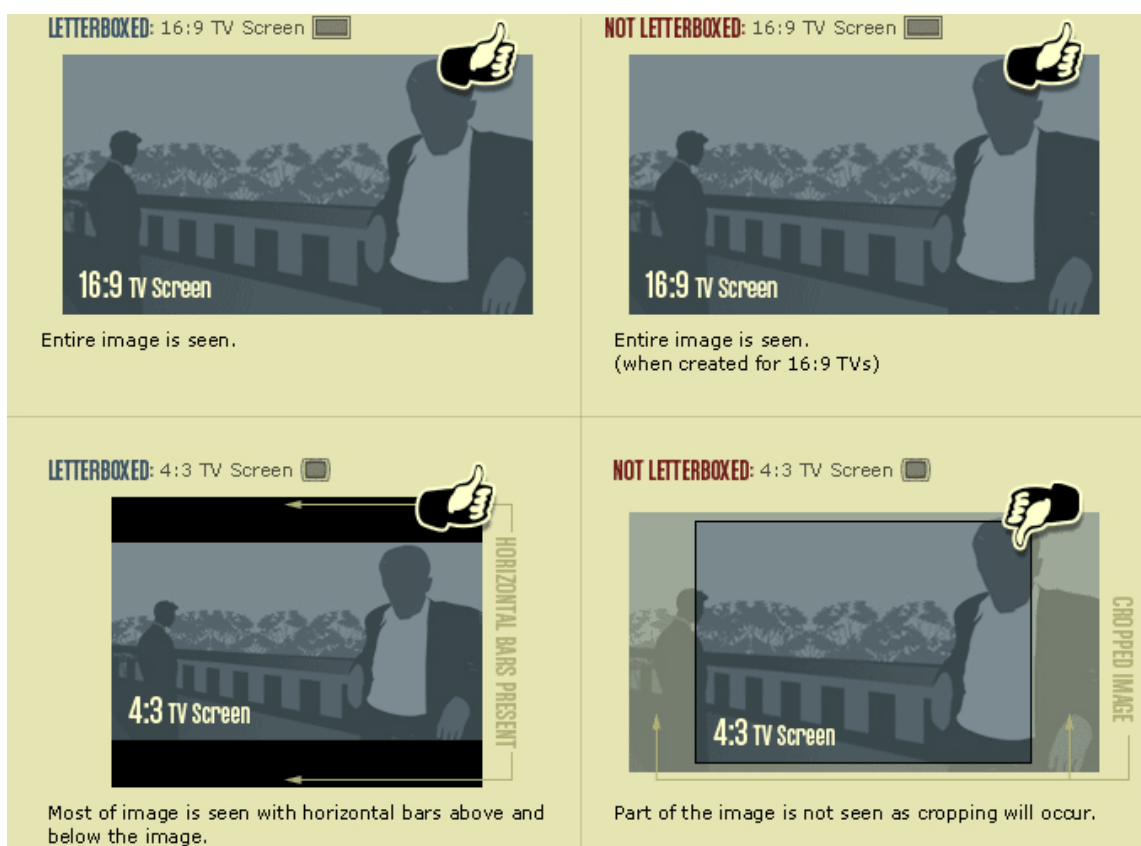 LETTERBOXED: 16:9 TV Screen
NOT LETTERBOXED: 16:9 TV Screen
16:9 TV Screen
16:9 TV Screen
Entire image is seen.
Entire image is seen.
(when created for 16:9 TVs)
LETTERBOXED: 4:3 TV Screen
NOT LETTERBOXED: 4:3 TV Screen
HORIZONTAL BARS PRESENT
4:3 TV Screen
CROPPED IMAGE
4:3 TV Screen
Most of image is seen with horizontal bars above and
below the image.
Part of the image is not seen as cropping will occur.